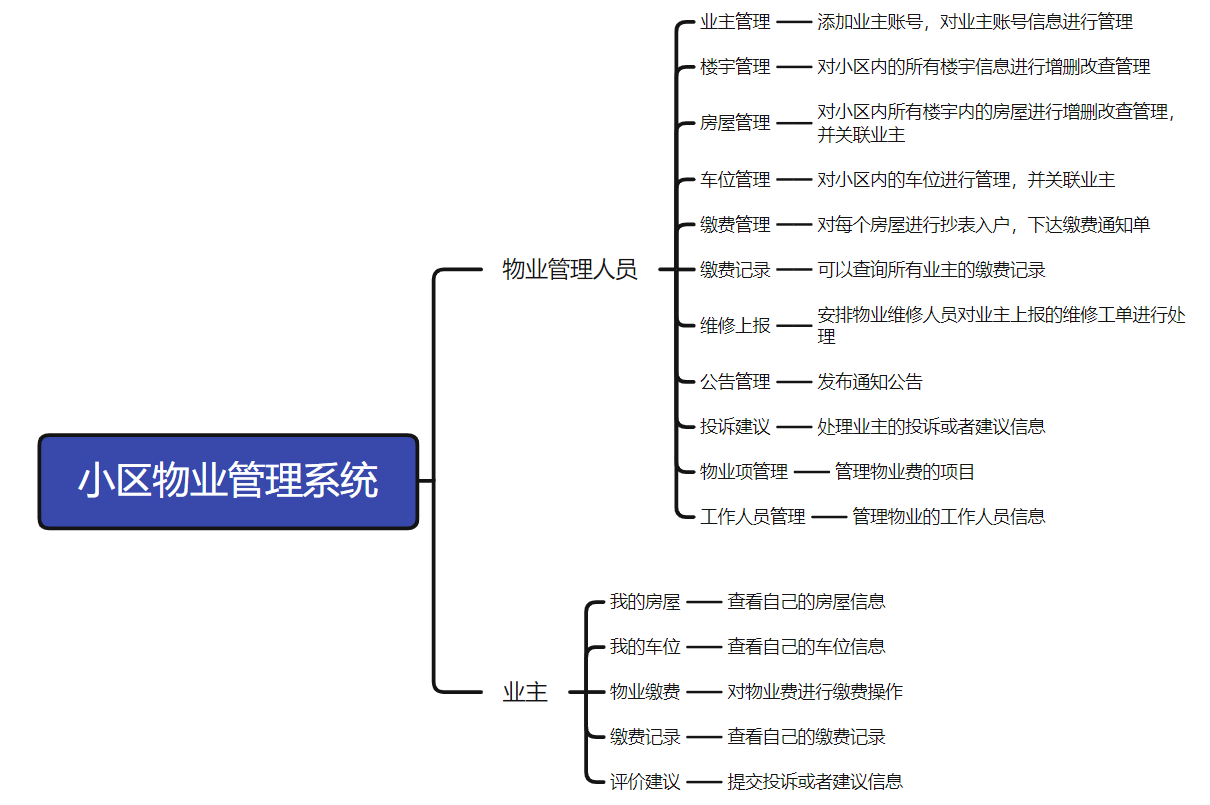 业主管理
添加业主账号，对业主账号信息进行管理
楼宇管理
对小区内的所有楼宇信息进行增删改查管理
房屋管理
对小区内所有楼宇内的房屋进行增删改查管理，
并关联业主
车位管理
对小区内的车位进行管理，并关联业主
缴费管理
对每个房屋进行抄表入户，下达缴费通知单
物业管理人员
缴费记录
可以查询所有业主的缴费记录
维修上报
安排物业维修人员对业主上报的维修工单进行处
理
公告管理
发布通知公告
投诉建议
处理业主的投诉或者建议信息
物业项管理
管理物业费的项目
工作人员管理
管理物业的工作人员信息
小区物业管理系统
我的房屋
查看自己的房屋信息
我的车位
查看自己的车位信息
业主
物业缴费
对物业费进行缴费操作
缴费记录
查看自己的缴费记录
评价建议
提交投诉或者建议信息